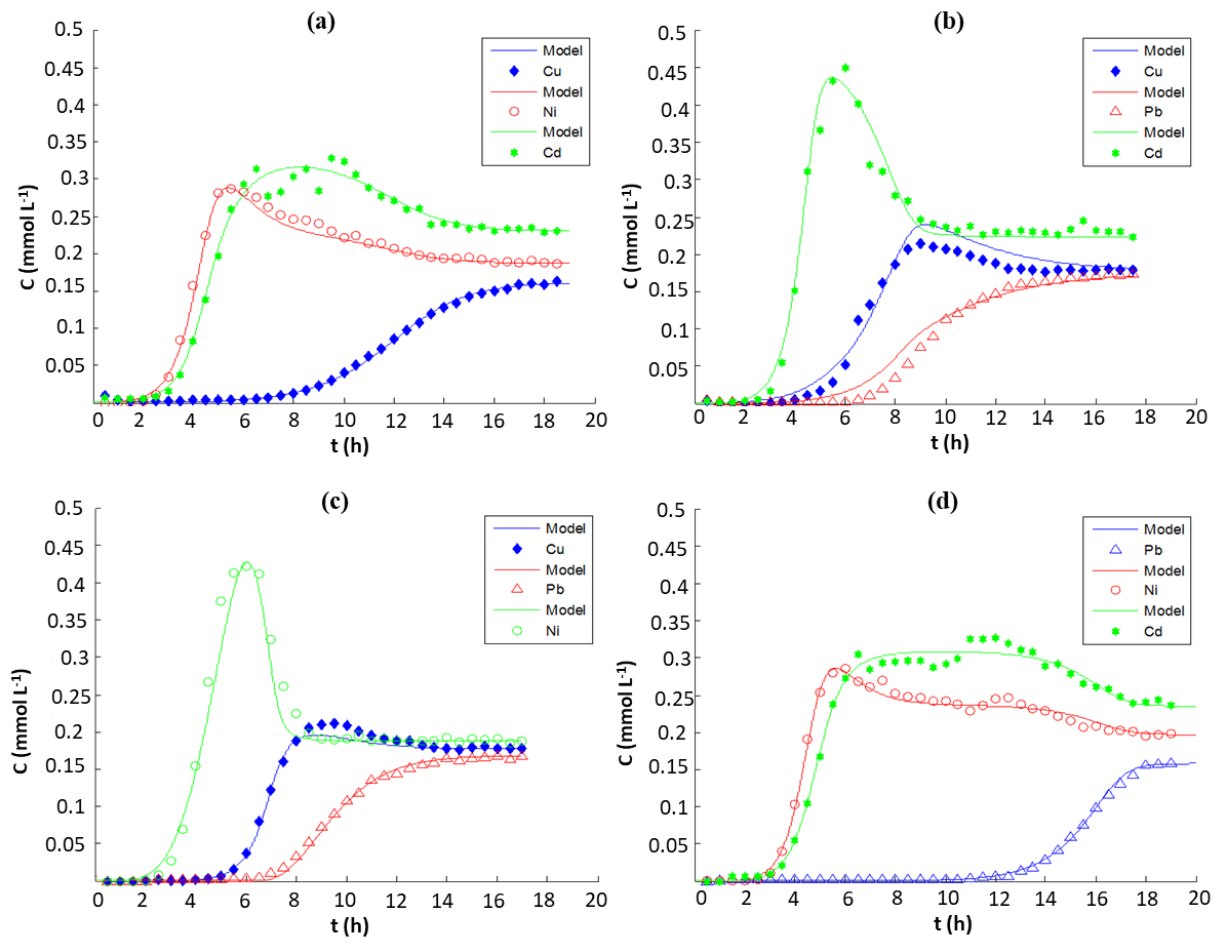 (a)
0.5
0.45
0.4
0.35
0.3
0.25
0.2
0.15
0.1
0.05
C (mmol L⁻¹)
Model
Cu
Model
Ni
Model
Cd
0 2 4 6 8 10 12 14 16 18 20
t (h)
(b)
0.5
0.45
0.4
0.35
0.3
0.25
0.2
0.15
0.1
0.05
C (mmol L⁻¹)
Model
Cu
Model
Pb
Model
Cd
0 2 4 6 8 10 12 14 16 18 20
t (h)
(c)
0.5
0.45
0.4
0.35
0.3
0.25
0.2
0.15
0.1
0.05
C (mmol L⁻¹)
Model
Cu
Model
Pb
Model
Ni
0 2 4 6 8 10 12 14 16 18 20
t (h)
(d)
0.5
0.45
0.4
0.35
0.3
0.25
0.2
0.15
0.1
0.05
C (mmol L⁻¹)
Model
Pb
Model
Ni
Model
Cd
0 2 4 6 8 10 12 14 16 18 20
t (h)